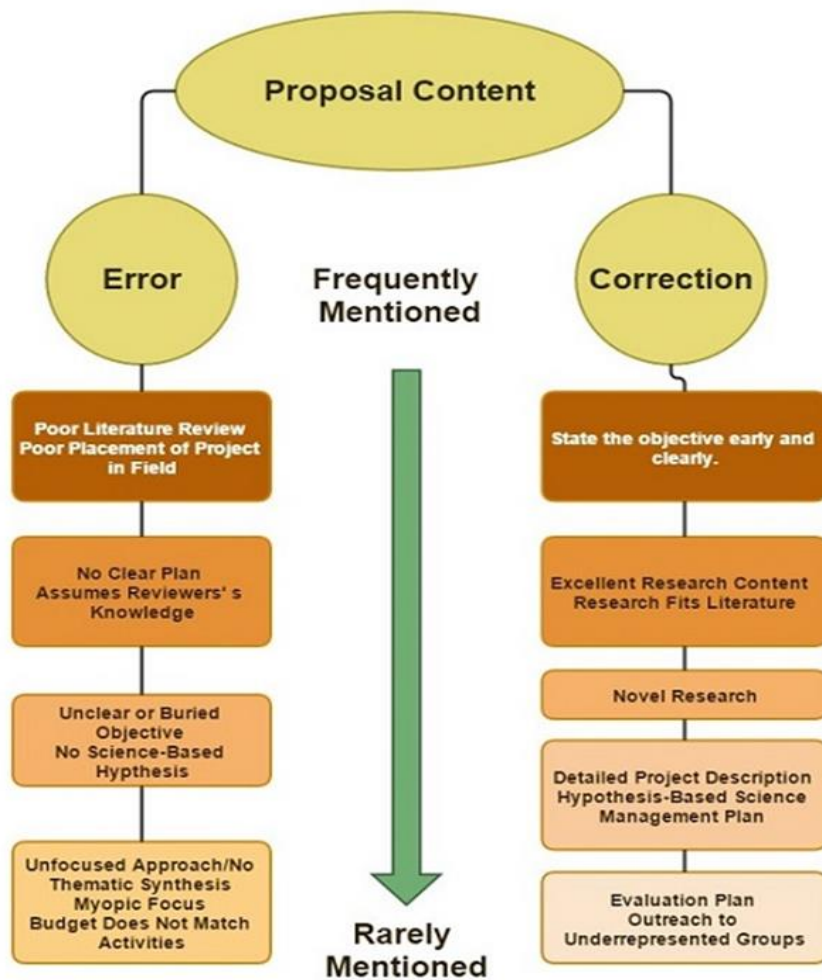 Proposal Content
Error
Frequently
Mentioned
Correction
Poor Literature Review
Poor Placement of Project
in Field
No Clear Plan
Assumes Reviewers' s
Knowledge
Unclear or Buried
Objective
No Science-Based
Hypthesis
Unfocused Approach/No
Thematic Synthesis
Myopic Focus
Budget Does Not Match
Activities
State the objective early and
clearly.
Excellent Research Content
Research Fits Literature
Novel Research
Detailed Project Description
Hypothesis-Based Science
Management Plan
Evaluation Plan
Outreach to
Underrepresented Groups
Rarely
Mentioned